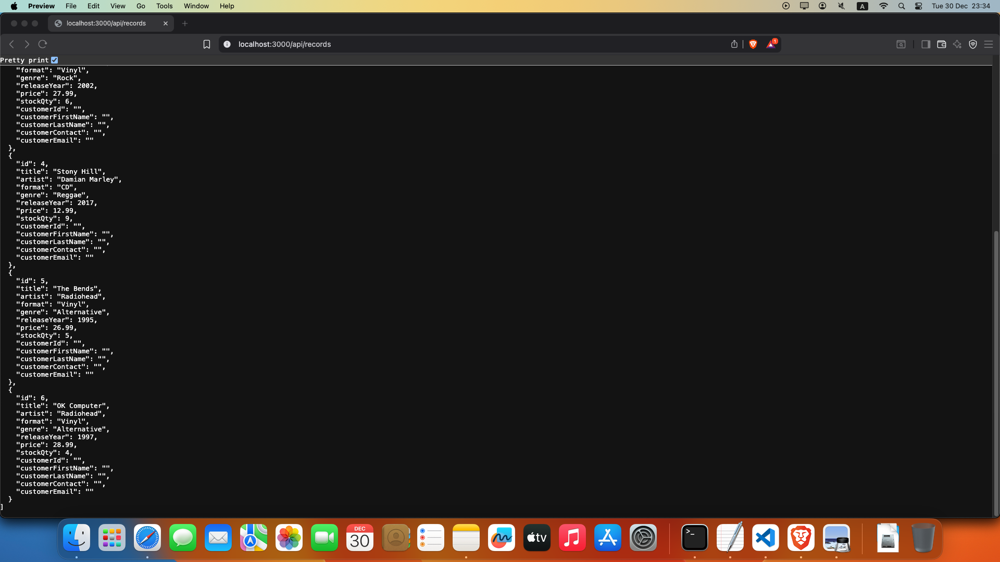 Preview File Edit View Go Tools Window Help A Tue 30 Dec 23:34
localhost:3000/api/records
localhost:3000/api/records 1
Pretty print
"format": "Vinyl",
"genre": "Rock",
"releaseYear": 2002,
"price": 27.99,
"stockQty": 6,
"customerId": "",
"customerFirstName": "",
"customerLastName": "",
"customerContact": "",
"customerEmail": ""
},
{
"id": 4,
"title": "Stony Hill",
"artist": "Damian Marley",
"format": "CD",
"genre": "Reggae",
"releaseYear": 2017,
"price": 12.99,
"stockQty": 9,
"customerId": "",
"customerFirstName": "",
"customerLastName": "",
"customerContact": "",
"customerEmail": ""
},
{
"id": 5,
"title": "The Bends",
"artist": "Radiohead",
"format": "Vinyl",
"genre": "Alternative",
"releaseYear": 1995,
"price": 26.99,
"stockQty": 5,
"customerId": "",
"customerFirstName": "",
"customerLastName": "",
"customerContact": "",
"customerEmail": ""
},
{
"id": 6,
"title": "OK Computer",
"artist": "Radiohead",
"format": "Vinyl",
"genre": "Alternative",
"releaseYear": 1997,
"price": 28.99,
"stockQty": 4,
"customerId": "",
"customerFirstName": "",
"customerLastName": "",
"customerContact": "",
"customerEmail": ""
}
]
DEC
30
tv
>_